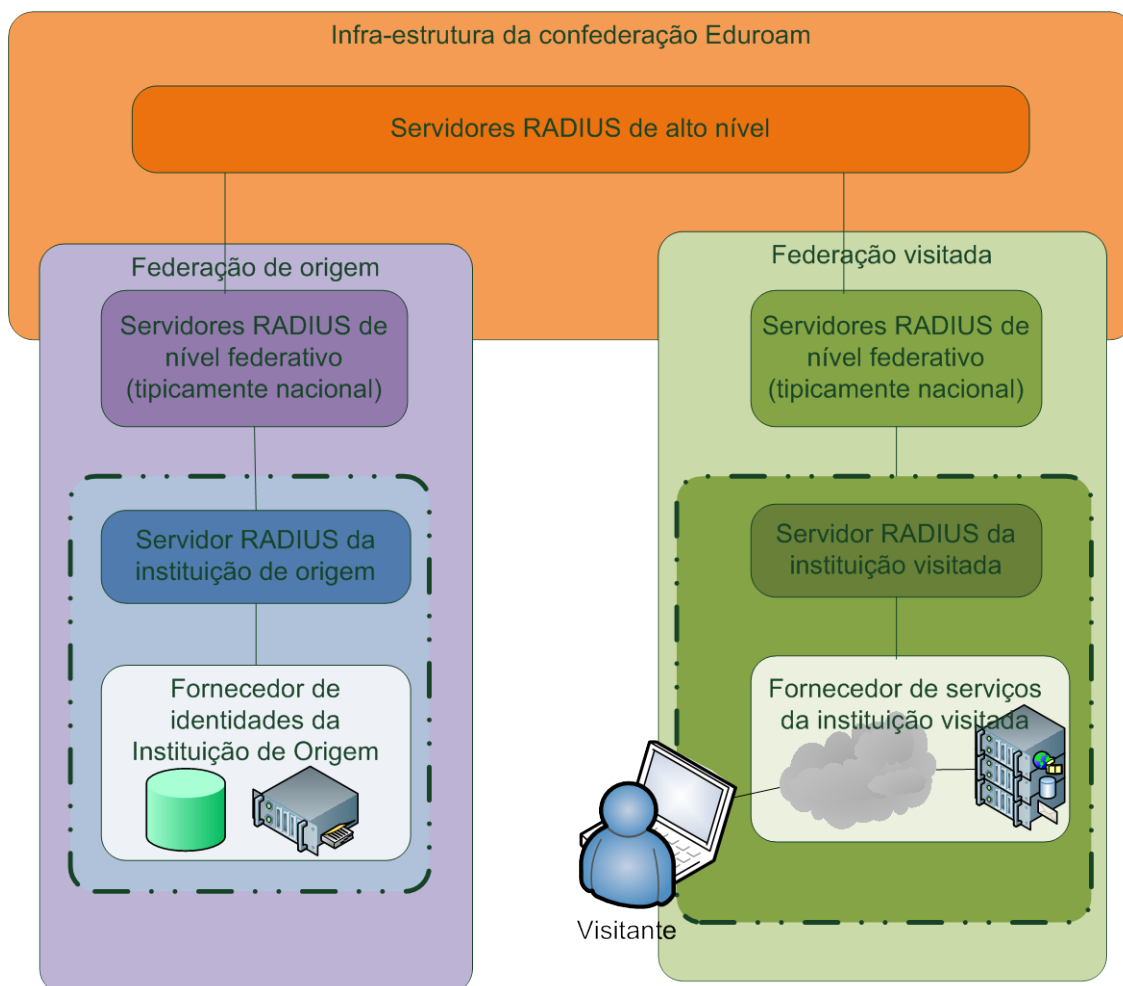 Infra-estrutura da confederação Eduroam
Servidores RADIUS de alto nível
Federação de origem
Servidores RADIUS de
nível federativo
(tipicamente nacional)
Servidor RADIUS da
instituição de origem
Fornecedor de
identidades da
Instituição de Origem
Federação visitada
Servidores RADIUS de
nível federativo
(tipicamente nacional)
Servidor RADIUS da
instituição visitada
Fornecedor de serviços
da instituição visitada
Visitante